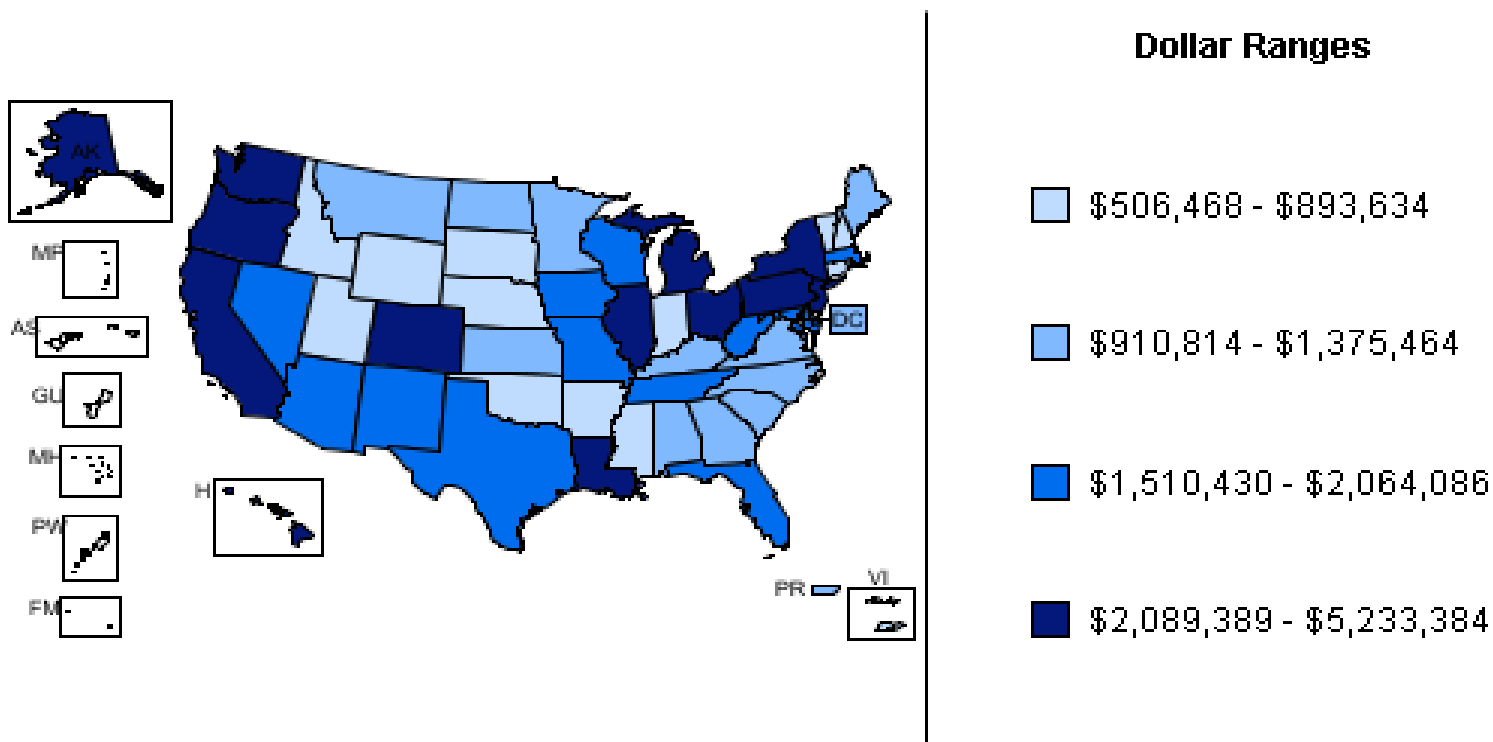 Dollar Ranges
AK
MP
AS
GU
MH
PW
FM
H
DC
PR
VI
$506,468 - $893,634
$910,814 - $1,375,464
$1,510,430 - $2,064,086
$2,089,389 - $5,233,384